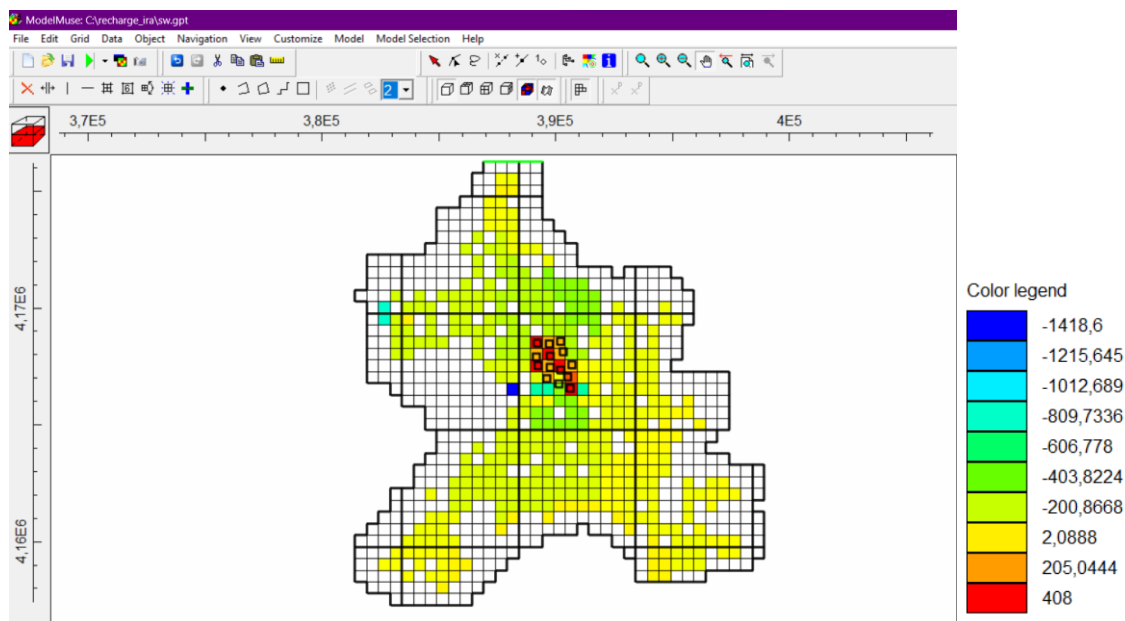 ModelMuse: C:\recharge_ira\sw.gpt
File Edit Grid Data Object Navigation View Customize Model Model Selection Help
2
3,7E5 3,8E5 3,9E5 4E5
4,17E6
4,16E6
Color legend
-1418,6
-1215,645
-1012,689
-809,7336
-606,778
-403,8224
-200,8668
2,0888
205,0444
408